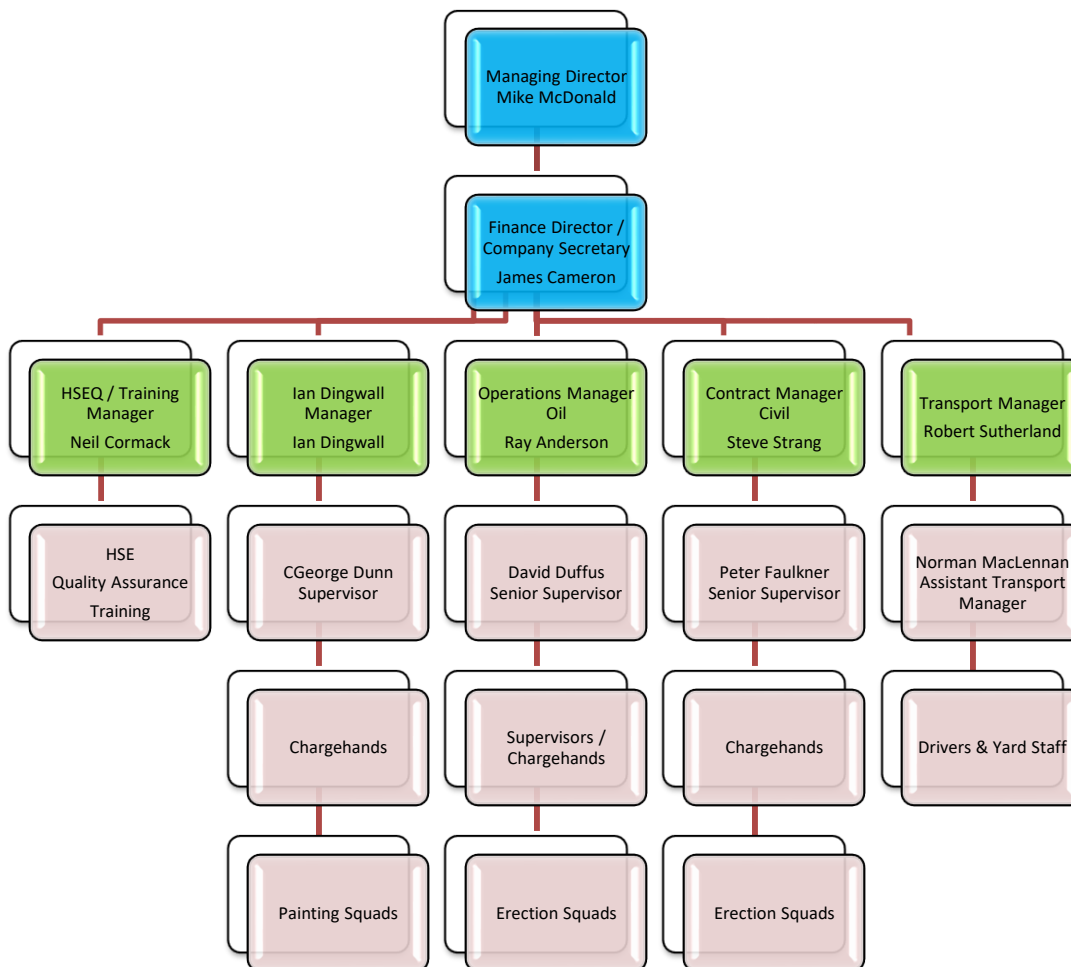 Managing Director
Mike McDonald
Finance Director /
Company Secretary
James Cameron
HSEQ / Training
Manager
Neil Cormack
Ian Dingwall
Manager
Ian Dingwall
Operations Manager
Oil
Ray Anderson
Contract Manager
Civil
Steve Strang
Transport Manager
Robert Sutherland
HSE
Quality Assurance
Training
CGeorge Dunn
Supervisor
David Duffus
Senior Supervisor
Peter Faulkner
Senior Supervisor
Norman MacLennan
Assistant Transport
Manager
Chargehands
Supervisors /
Chargehands
Chargehands
Drivers & Yard Staff
Painting Squads
Erection Squads
Erection Squads